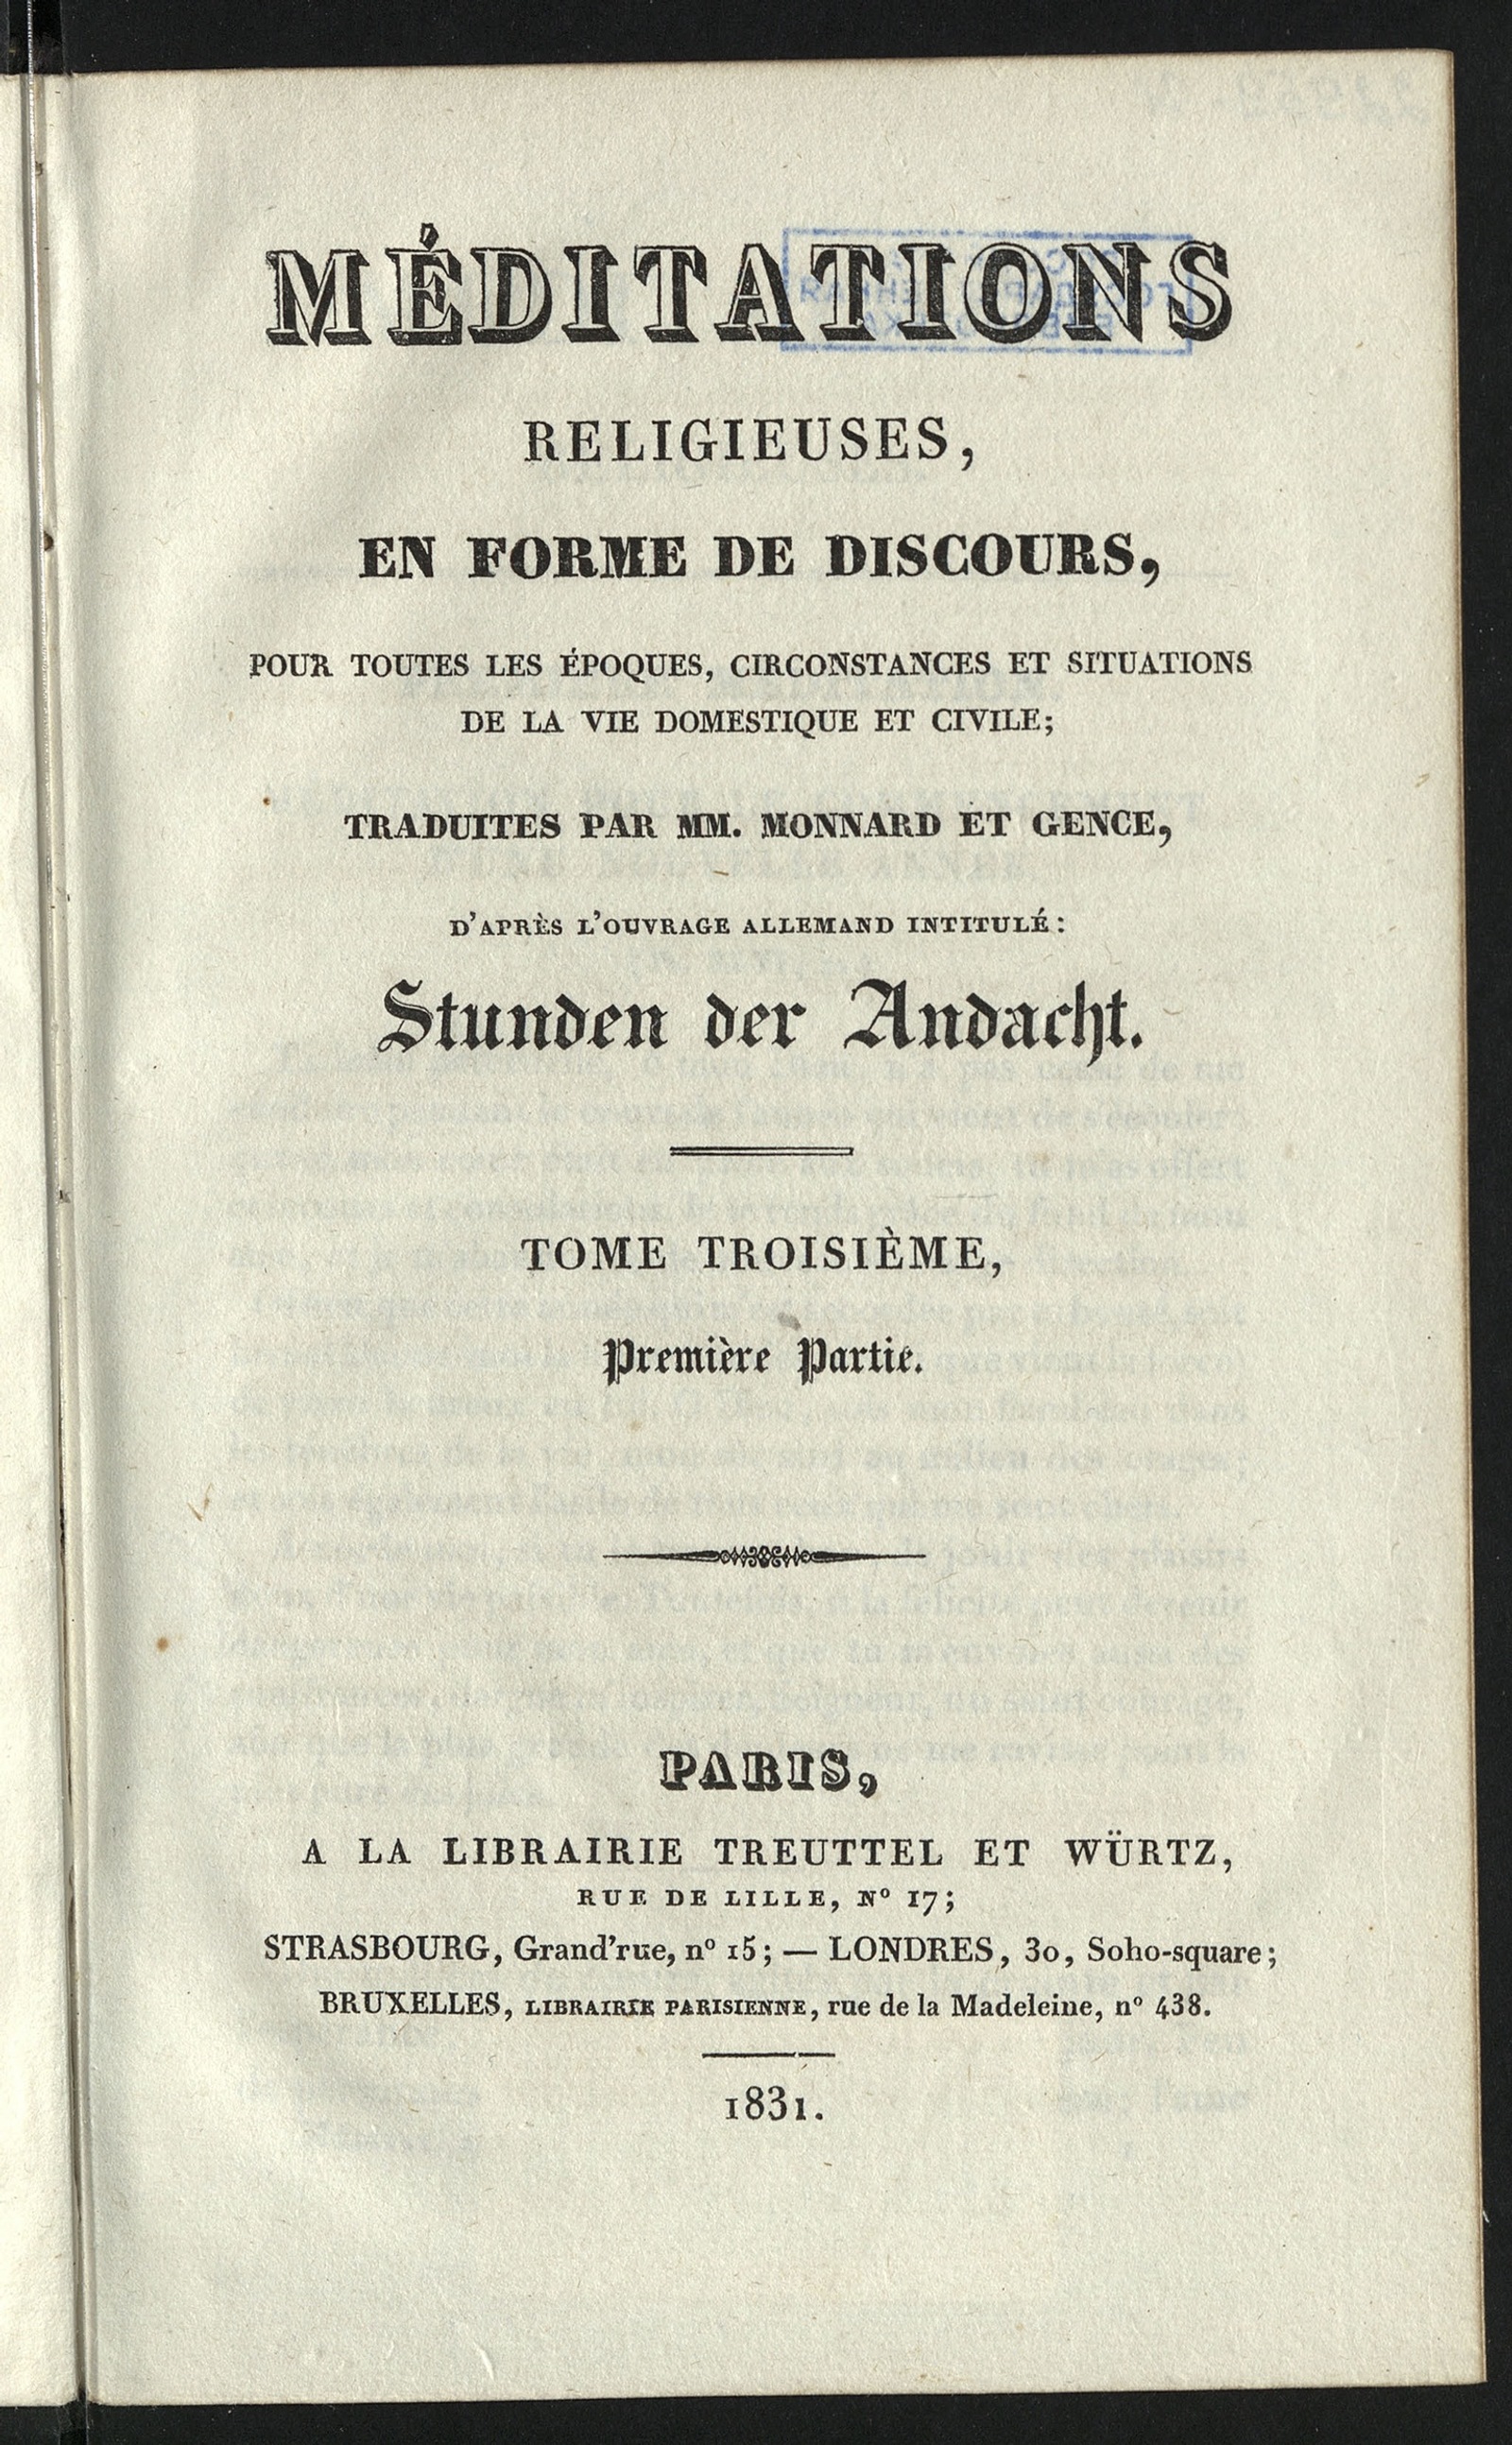 MÉDITATIONS
RELIGIEUSES,
EN FORME DE DISCOURS,
POUR TOUTES LES ÉPOQUES, CIRCONSTANCES ET SITUATIONS
DE LA VIE DOMESTIQUE ET CIVILE;
TRADUITES PAR MM. MONNARD ET GENCE,
D'APRÈS L'OUVRAGE ALLEMAND INTITULÉ:
Stunden der Andacht.
TOME TROISIÈME,
Première Partie.
PARIS,
A LA LIBRAIRIE TREUTTEL ET WÜRTZ,
RUE DE LILLE, Nº 17;
STRASBOURG, Grand'rue, nº 15; — LONDRES, 30, Soho-square;
BRUXELLES, LIBRAIRIE PARISIENNE, rue de la Madeleine, nº 438.
1831.